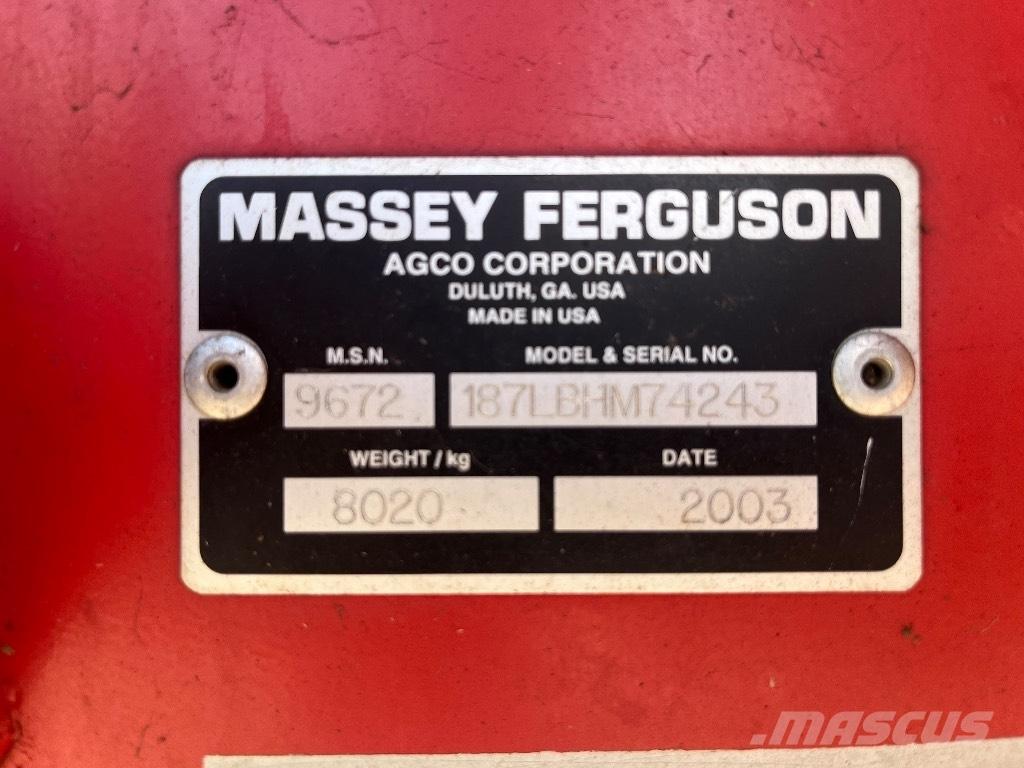 MASSEY FERGUSON
AGCO CORPORATION
DULUTH, GA. USA
MADE IN USA
M.S.N. MODEL & SERIAL NO.
9672 187LBHM74243
WEIGHT/kg DATE
8020 2003
MASCUS